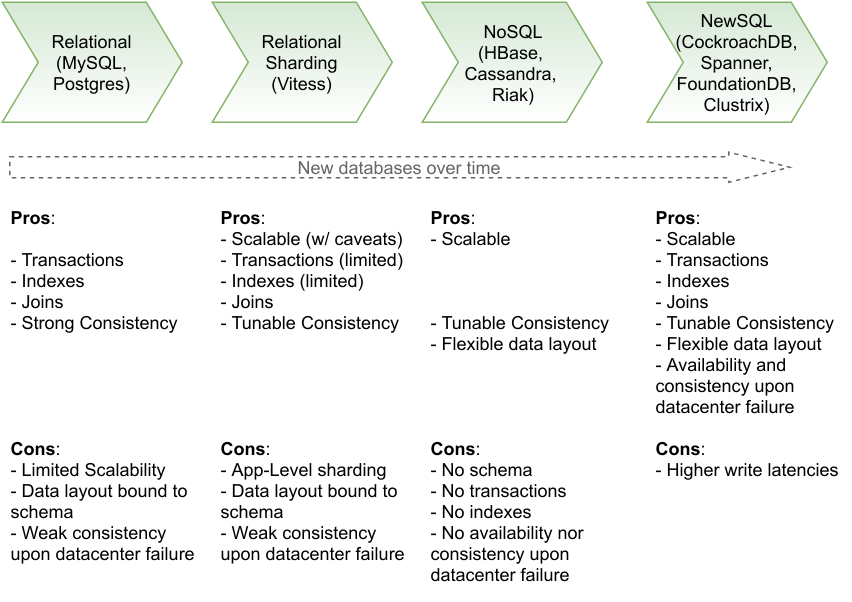 Relational
(MySQL,
Postgres)
Relational
Sharding
(Vitess)
NoSQL
(HBase,
Cassandra,
Riak)
NewSQL
(CockroachDB,
Spanner,
FoundationDB,
Clustrix)
New databases over time
Pros:
- Transactions
- Indexes
- Joins
- Strong Consistency
Cons:
- Limited Scalability
- Data layout bound to
schema
- Weak consistency
upon datacenter failure
Pros:
- Scalable (w/ caveats)
- Transactions (limited)
- Indexes (limited)
- Joins
- Tunable Consistency
Cons:
- App-Level sharding
- Data layout bound to
schema
- Weak consistency
upon datacenter failure
Pros:
- Scalable
- Tunable Consistency
- Flexible data layout
Cons:
- No schema
- No transactions
- No indexes
- No availability nor
consistency upon
datacenter failure
Pros:
- Scalable
- Transactions
- Indexes
- Joins
- Tunable Consistency
- Flexible data layout
- Availability and
consistency upon
datacenter failure
Cons:
- Higher write latencies